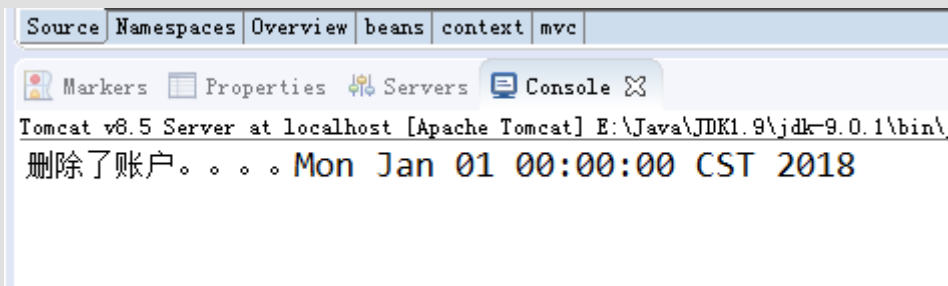 Source Namespaces Overview beans context mvc
Markers Properties Servers Console
Tomcat v8.5 Server at localhost [Apache Tomcat] E:\Java\JDK1.9\jdk-9.0.1\bin\
删除了账户。。。。Mon Jan 01 00:00:00 CST 2018